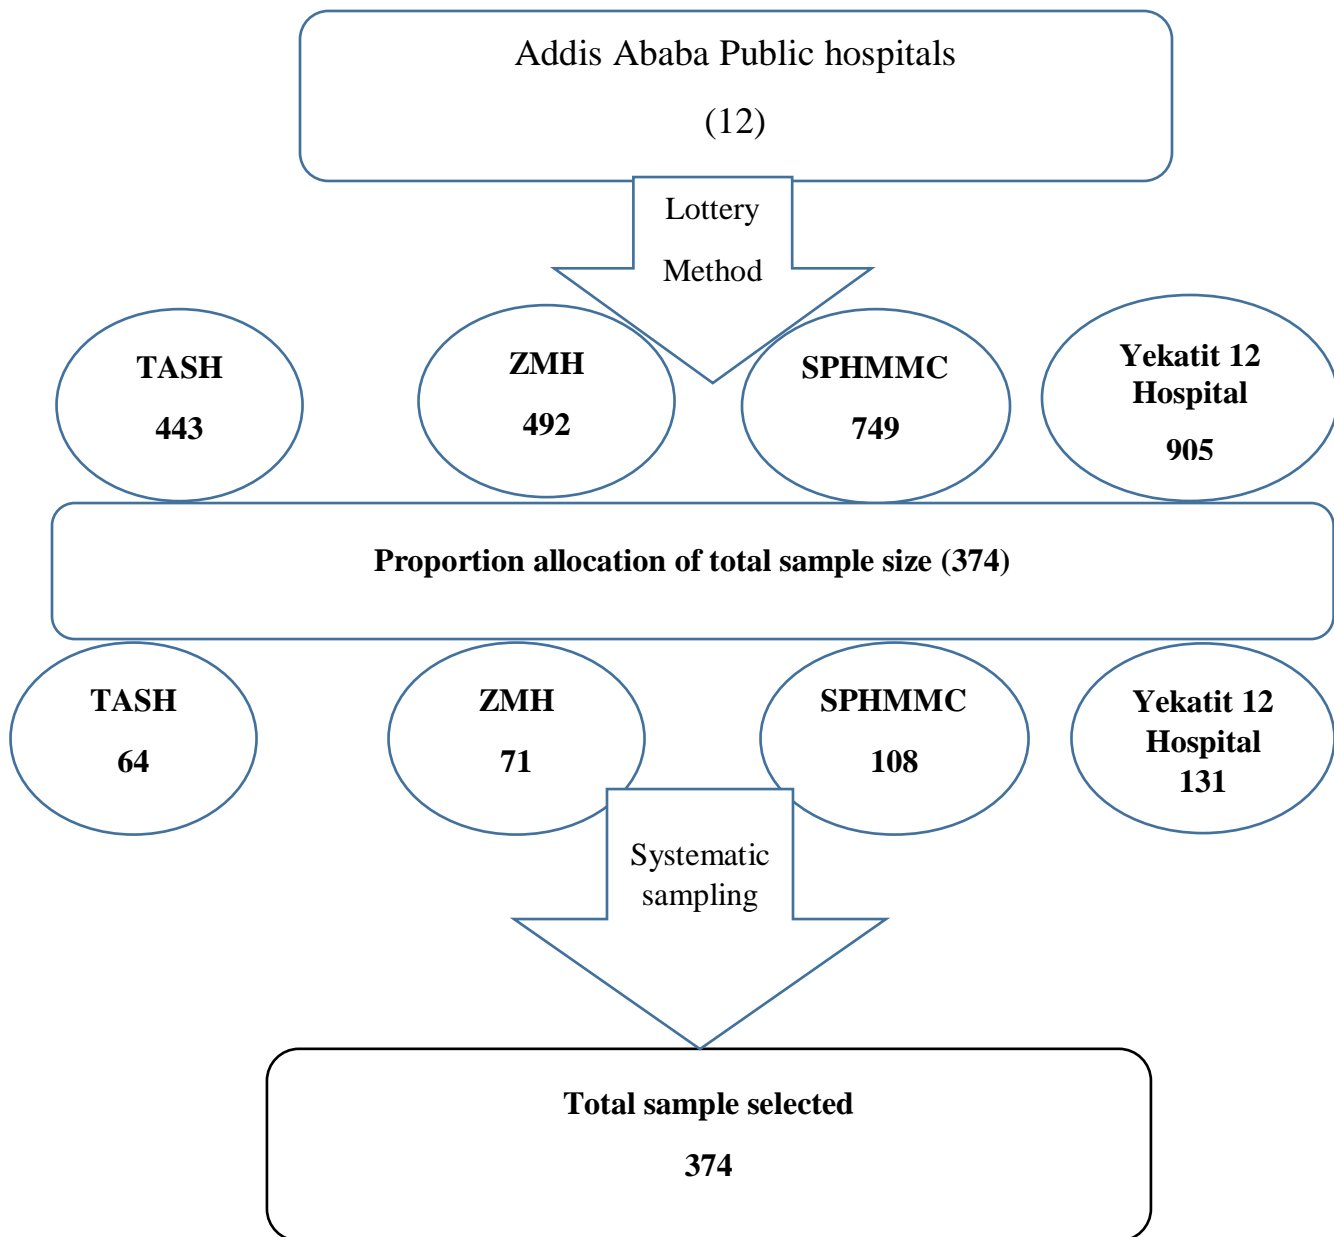 Addis Ababa Public hospitals
(12)
Lottery
Method
TASH
443
ZMH
492
SPHMMC
749
Yekatit 12
Hospital
905
Proportion allocation of total sample size (374)
TASH
64
ZMH
71
SPHMMC
108
Yekatit 12
Hospital
131
Systematic
sampling
Total sample selected
374